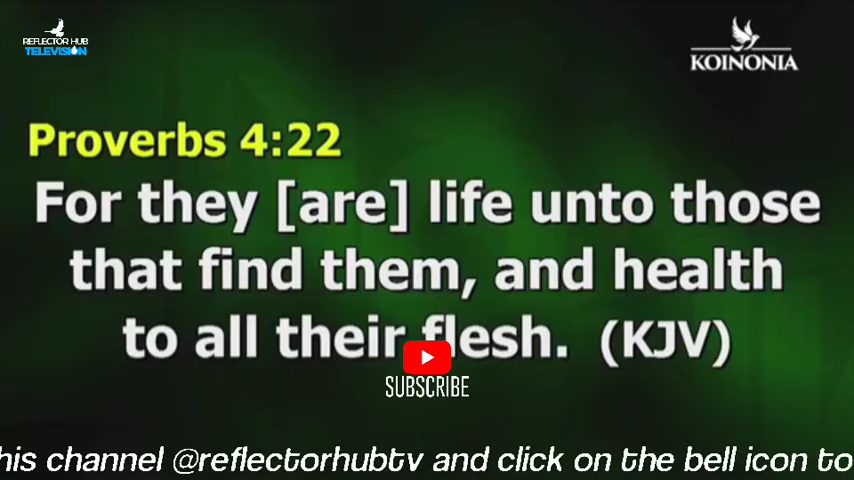 REFLECTOR HUB
TELEVISION
KOINONIA
Proverbs 4:22
For they [are] life unto those
that find them, and health
to all their flesh. (KJV)
SUBSCRIBE
his channel @reflectorhubtv and click on the bell icon to